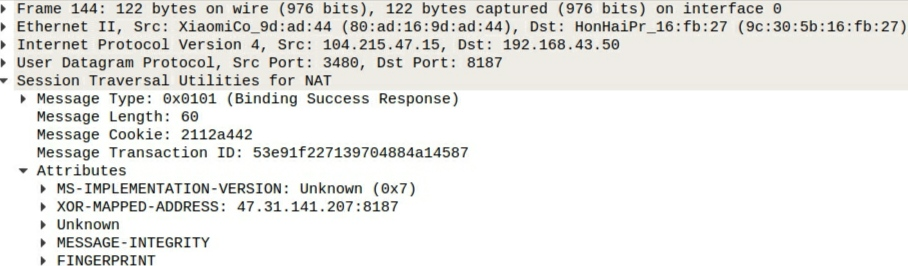 Frame 144: 122 bytes on wire (976 bits), 122 bytes captured (976 bits) on interface 0
Ethernet II, Src: XiaomiCo_9d:ad:44 (80:ad:16:9d:ad:44), Dst: HonHaiPr_16:fb:27 (9c:30:5b:16:fb:27)
Internet Protocol Version 4, Src: 104.215.47.15, Dst: 192.168.43.50
User Datagram Protocol, Src Port: 3480, Dst Port: 8187
Session Traversal Utilities for NAT
Message Type: 0x0101 (Binding Success Response)
Message Length: 60
Message Cookie: 2112a442
Message Transaction ID: 53e91f227139704884a14587
Attributes
MS-IMPLEMENTATION-VERSION: Unknown (0x7)
XOR-MAPPED-ADDRESS: 47.31.141.207:8187
Unknown
MESSAGE-INTEGRITY
FINGERPRINT